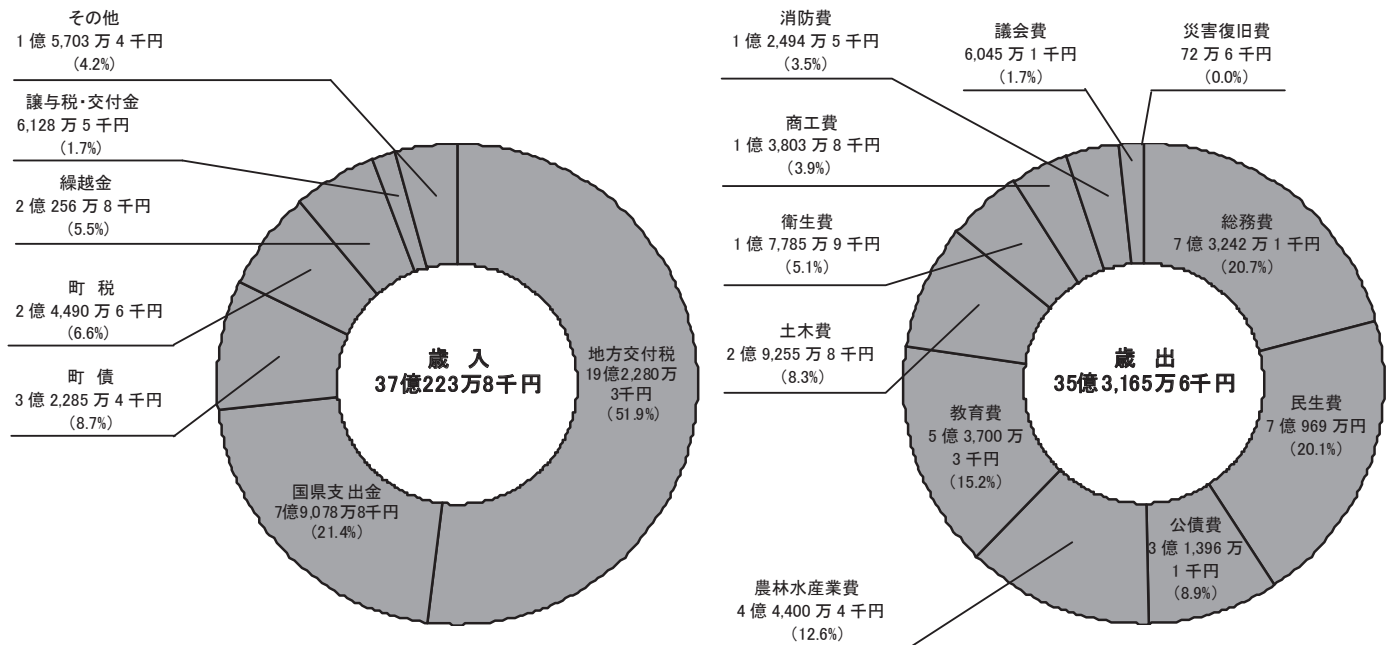 その他
1 億 5,703 万 4 千円
(4.2%)
譲与税・交付金
6,128 万 5 千円
(1.7%)
繰越金
2 億 256 万 8 千円
(5.5%)
町 税
2 億 4,490 万 6 千円
(6.6%)
町 債
3 億 2,285 万 4 千円
(8.7%)
国県支出金
7億9,078万8千円
(21.4%)
地方交付税
19億2,280万
3千円
(51.9%)
歳 入
37億223万8千円
消防費
1 億 2,494 万 5 千円
(3.5%)
議会費
6,045 万 1 千円
(1.7%)
災害復旧費
72 万 6 千円
(0.0%)
商工費
1 億 3,803 万 8 千円
(3.9%)
衛生費
1 億 7,785 万 9 千円
(5.1%)
土木費
2 億 9,255 万 8 千円
(8.3%)
教育費
5 億 3,700 万
3 千円
(15.2%)
農林水産業費
4 億 4,400 万 4 千円
(12.6%)
公債費
3 億 1,396 万
1 千円
(8.9%)
民生費
7 億 969 万円
(20.1%)
総務費
7 億 3,242 万 1 千円
(20.7%)
歳 出
35億3,165万6千円